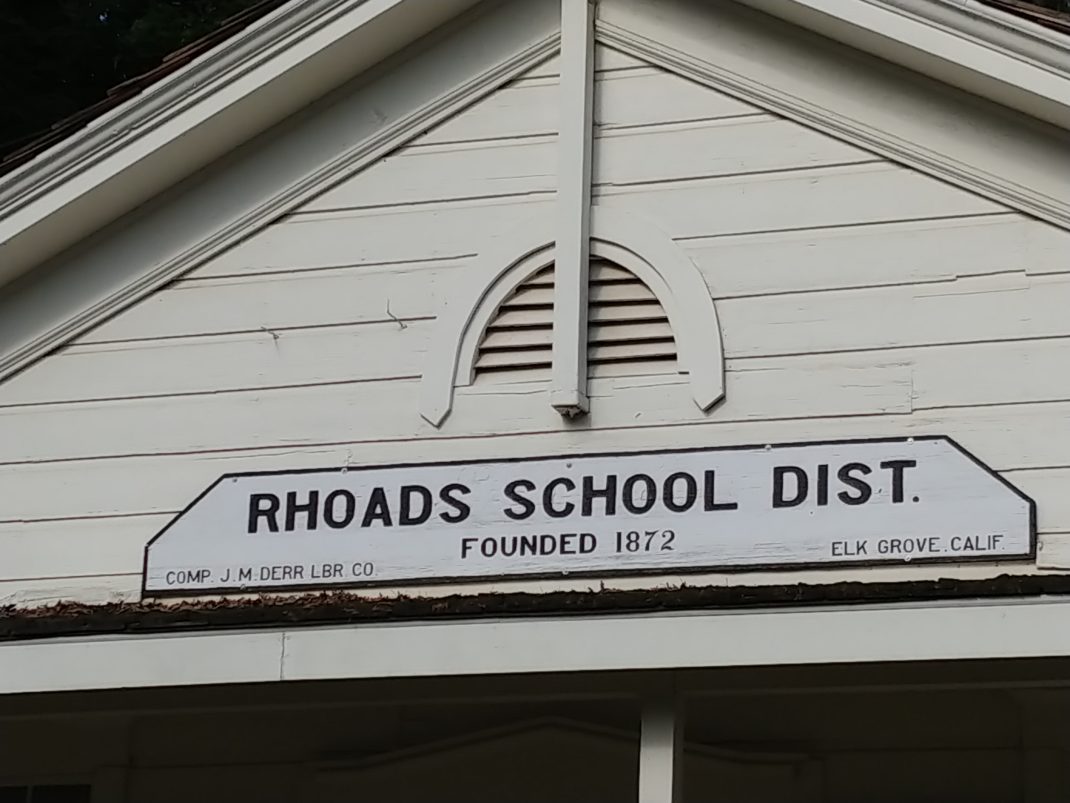 RHOADS SCHOOL DIST.
FOUNDED 1872
COMP. J.M. DERR LBR. CO.
ELK GROVE, CALIF.